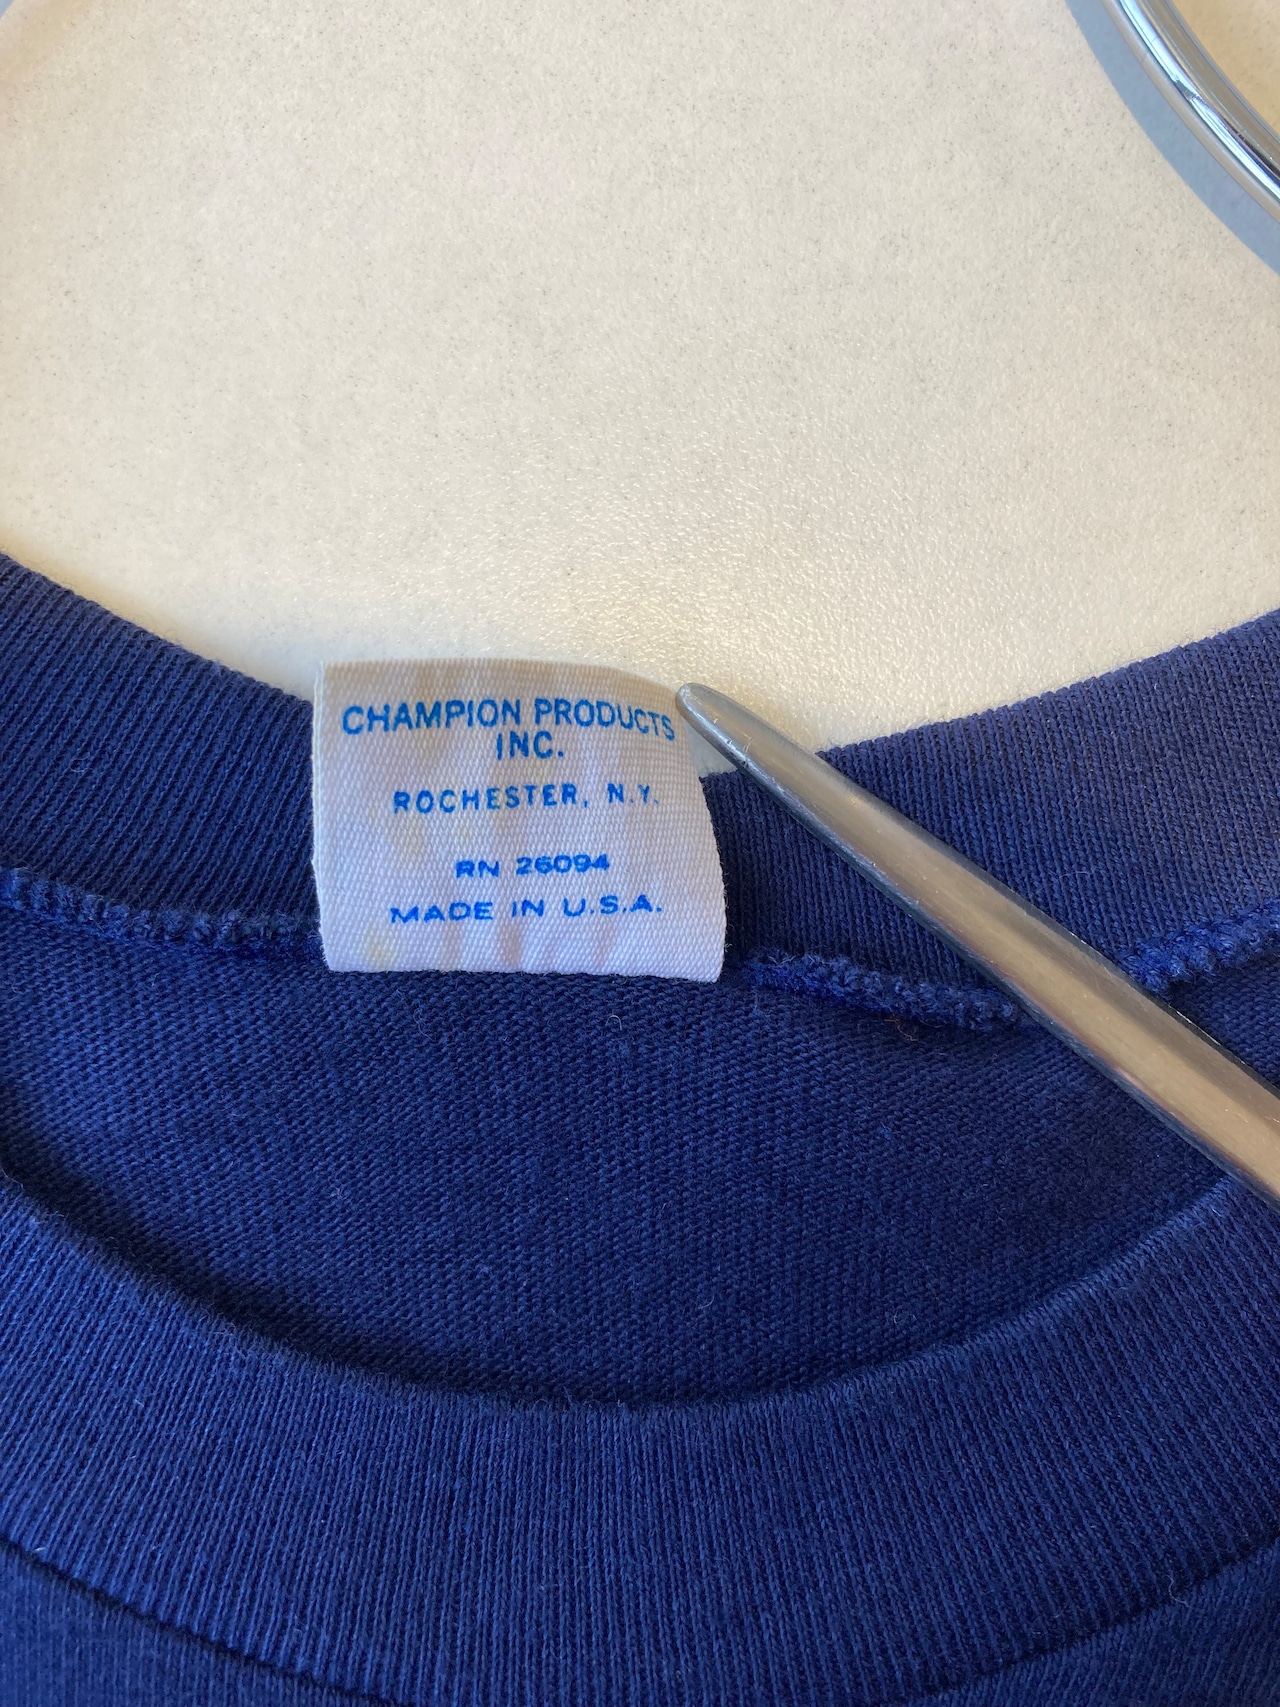 CHAMPION PRODUCTS
INC.
ROCHESTER, N.Y.
RN 26094
MADE IN U.S.A.